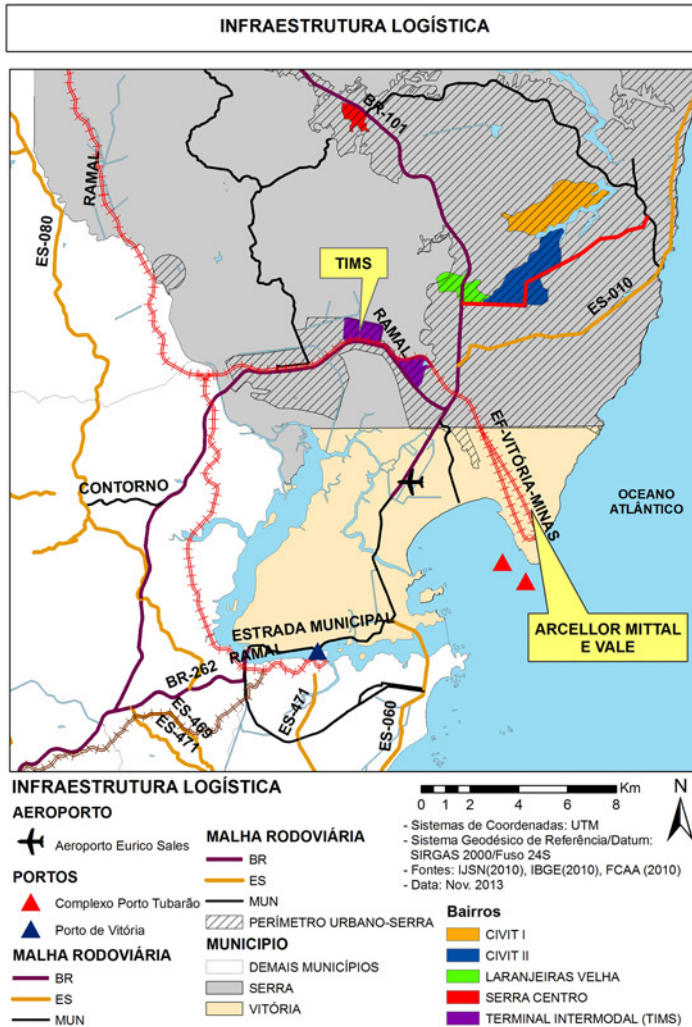 INFRAESTRUTURA LOGÍSTICA
BR-101
RAMAL
ES-080
TIMS
RAMAL
ES-010
EF-VITÓRIA-MINAS
CONTORNO
OCEANO
ATLÂNTICO
ARCELLOR MITTAL
E VALE
ESTRADA MUNICIPAL
RAMAL
BR-262
ES-469
ES-471
ES-471
ES-060
INFRAESTRUTURA LOGÍSTICA
AEROPORTO
Aeroporto Eurico Sales
PORTOS
Complexo Porto Tubarão
Porto de Vitória
MALHA RODOVIÁRIA
BR
ES
MUN
MALHA RODOVIÁRIA
BR
ES
MUN
PERÍMETRO URBANO-SERRA
MUNICIPIO
DEMAIS MUNICÍPIOS
SERRA
VITÓRIA
0 1 2 4 6 8 Km
N
- Sistemas de Coordenadas: UTM
- Sistema Geodésico de Referência/Datum:
SIRGAS 2000/Fuso 24S
- Fontes: IJSN(2010), IBGE(2010), FCAA (2010)
- Data: Nov. 2013
Bairros
CIVIT I
CIVIT II
LARANJEIRAS VELHA
SERRA CENTRO
TERMINAL INTERMODAL (TIMS)